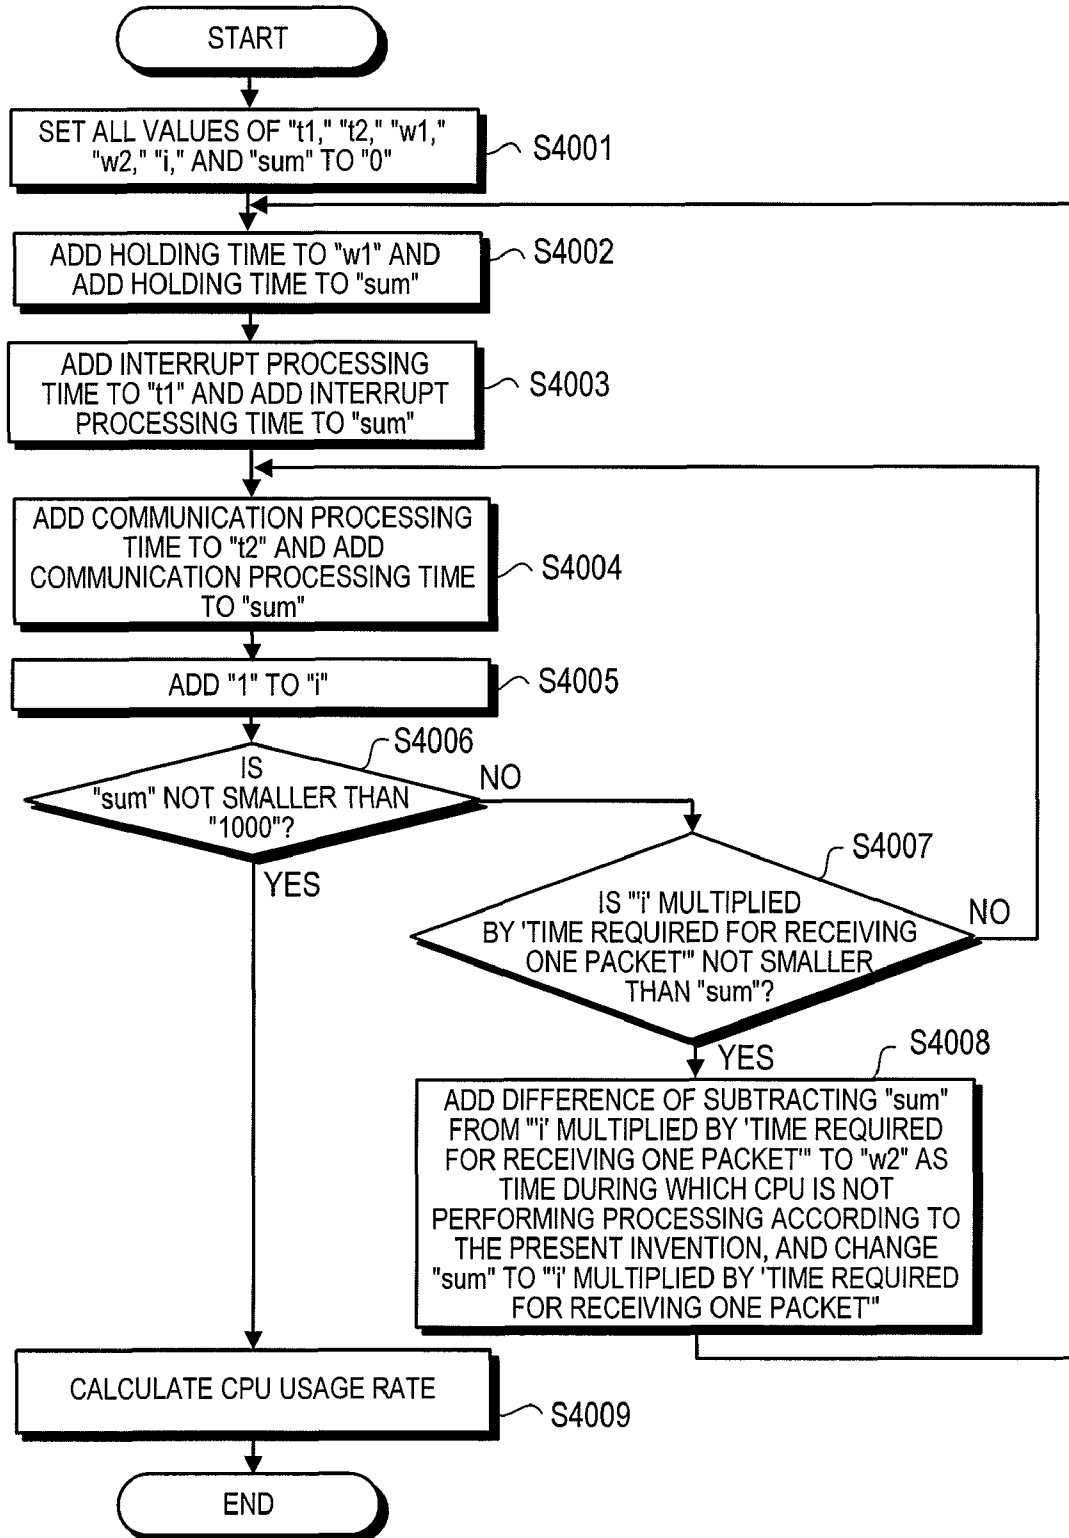 START
SET ALL VALUES OF "t1," "t2," "w1,"
"w2," "i," AND "sum" TO "0"
S4001
ADD HOLDING TIME TO "w1" AND
ADD HOLDING TIME TO "sum"
S4002
ADD INTERRUPT PROCESSING
TIME TO "t1" AND ADD INTERRUPT
PROCESSING TIME TO "sum"
S4003
ADD COMMUNICATION PROCESSING
TIME TO "t2" AND ADD
COMMUNICATION PROCESSING TIME
TO "sum"
S4004
ADD "1" TO "i"
S4005
S4006
IS
"sum" NOT SMALLER THAN
"1000"?
NO
YES
S4007
IS "'i' MULTIPLIED
BY 'TIME REQUIRED FOR RECEIVING
ONE PACKET'" NOT SMALLER
THAN "sum"?
NO
YES
S4008
ADD DIFFERENCE OF SUBTRACTING "sum"
FROM "'i' MULTIPLIED BY 'TIME REQUIRED
FOR RECEIVING ONE PACKET'" TO "w2" AS
TIME DURING WHICH CPU IS NOT
PERFORMING PROCESSING ACCORDING TO
THE PRESENT INVENTION, AND CHANGE
"sum" TO "'i' MULTIPLIED BY 'TIME REQUIRED
FOR RECEIVING ONE PACKET'"
CALCULATE CPU USAGE RATE
S4009
END